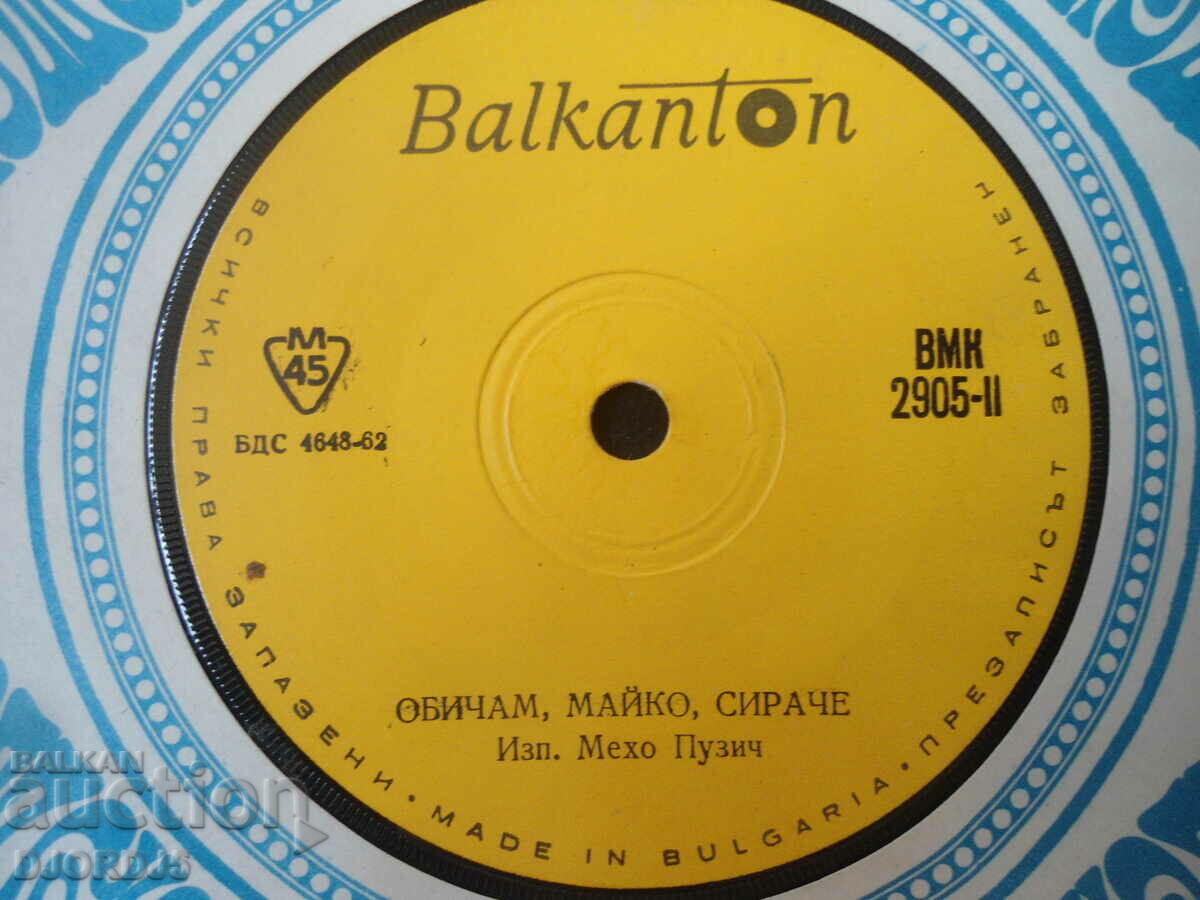 Balkanton
М
45
БДС 4648-62
ВМК
2905-II
ОБИЧАМ, МАЙКО, СИРАЧЕ
Изп. Мехо Пузич
ВСИЧКИ ПРАВА ЗАПАЗЕНИ • MADE IN BULGARIA • ПРЕЗАПИСЪТ ЗАБРАНЕН
BALKAN
auction
DJORDJ5